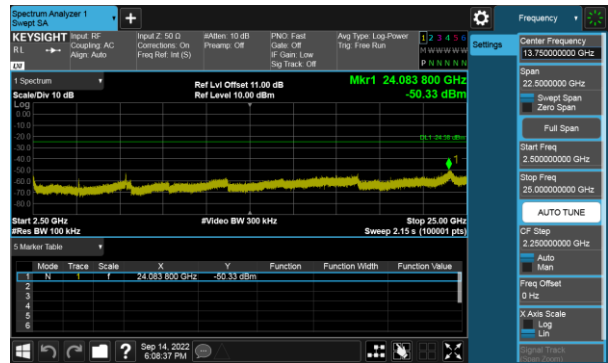 Spectrum Analyzer 1
Swept SA
+
Frequency
KEYSIGHT
RL
LXI
Input: RF
Coupling: AC
Align: Auto
Input Z: 50 Ω
Corrections: On
Freq Ref: Int (S)
#Atten: 10 dB
Preamp: Off
PNO: Fast
Gate: Off
IF Gain: Low
Sig Track: Off
Avg Type: Log-Power
Trig: Free Run
1 2 3 4 5 6
M W W W W W
P N N N N N
Settings
1 Spectrum
Scale/Div 10 dB
Ref Lvl Offset 11.00 dB
Ref Level 10.00 dBm
Mkr1 24.083 800 GHz
-50.33 dBm
Log
0.00
-10.0
-20.0
-30.0
-40.0
-50.0
-60.0
-70.0
-80.0
1
Start 2.50 GHz
#Res BW 100 kHz
#Video BW 300 kHz
Stop 25.00 GHz
Sweep 2.15 s (100001 pts)
5 Marker Table
Mode Trace Scale X Y Function Function Width Function Value
1 N 1 f 24.083 800 GHz -50.33 dBm
2
3
4
5
6
Center Frequency
13.750000000 GHz
Span
22.5000000 GHz
Swept Span
Zero Span
Full Span
Start Freq
2.500000000 GHz
Stop Freq
25.000000000 GHz
AUTO TUNE
CF Step
2.250000000 GHz
Auto
Man
Freq Offset
0 Hz
X Axis Scale
Log
Lin
Signal Track
?
Sep 14, 2022
6:08:37 PM